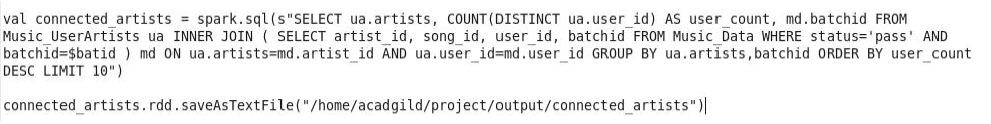 val connected_artists = spark.sql(s"SELECT ua.artists, COUNT(DISTINCT ua.user_id) AS user_count, md.batchid FROM
Music_UserArtists ua INNER JOIN ( SELECT artist_id, song_id, user_id, batchid FROM Music_Data WHERE status='pass' AND
batchid=$batid ) md ON ua.artists=md.artist_id AND ua.user_id=md.user_id GROUP BY ua.artists,batchid ORDER BY user_count
DESC LIMIT 10")
connected_artists.rdd.saveAsTextFile("/home/acadgild/project/output/connected_artists")